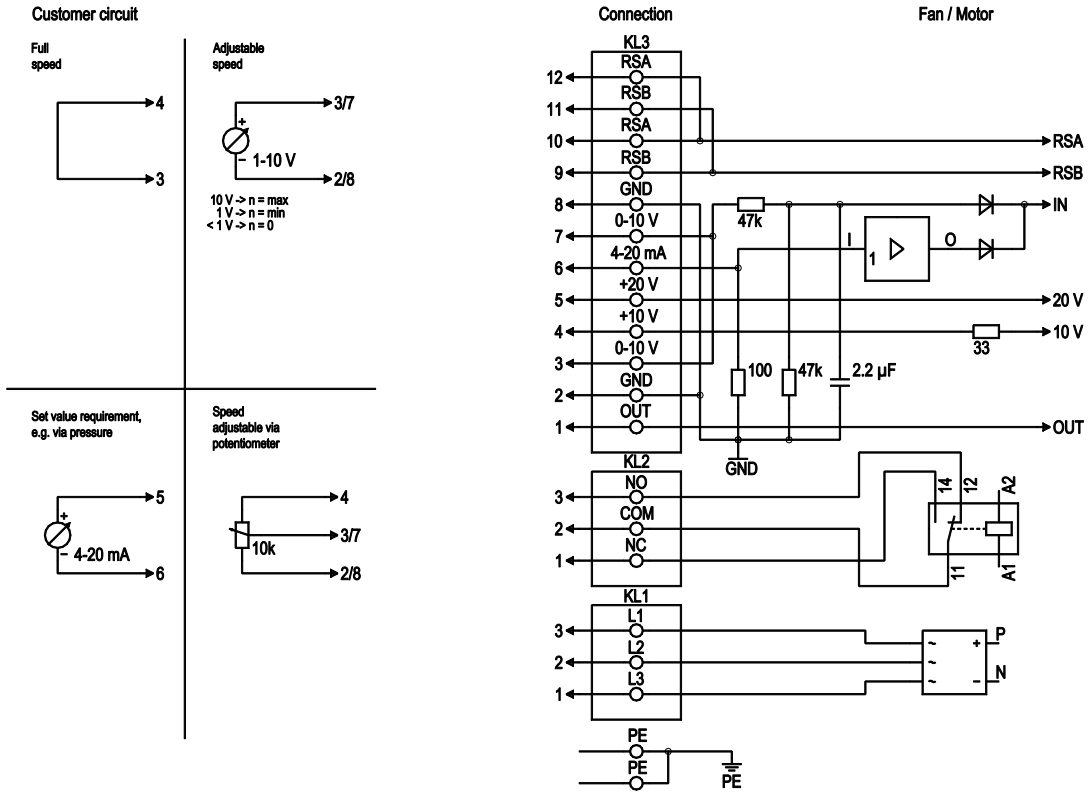 Customer circuit
Full
speed
4
3
Adjustable
speed
3/7
+
– 1-10 V
2/8
10 V -> n = max
1 V -> n = min
< 1 V -> n = 0
Set value requirement,
e.g. via pressure
5
+
– 4-20 mA
6
Speed
adjustable via
potentiometer
4
3/7
10k
2/8
Connection
Fan / Motor
KL3
RSA
12
RSB
11
RSA
10
RSA
RSB
9
RSB
GND
8
IN
47k
0-10 V
7
I
O
1
4-20 mA
6
+20 V
5
20 V
+10 V
4
10 V
33
0-10 V
3
100
47k
2.2 µF
GND
2
OUT
1
OUT
GND
KL2
NO
3
14
12
A2
COM
2
NC
1
11
A1
KL1
L1
3
~
+
P
L2
2
~
L3
1
~
–
N
PE
PE
PE